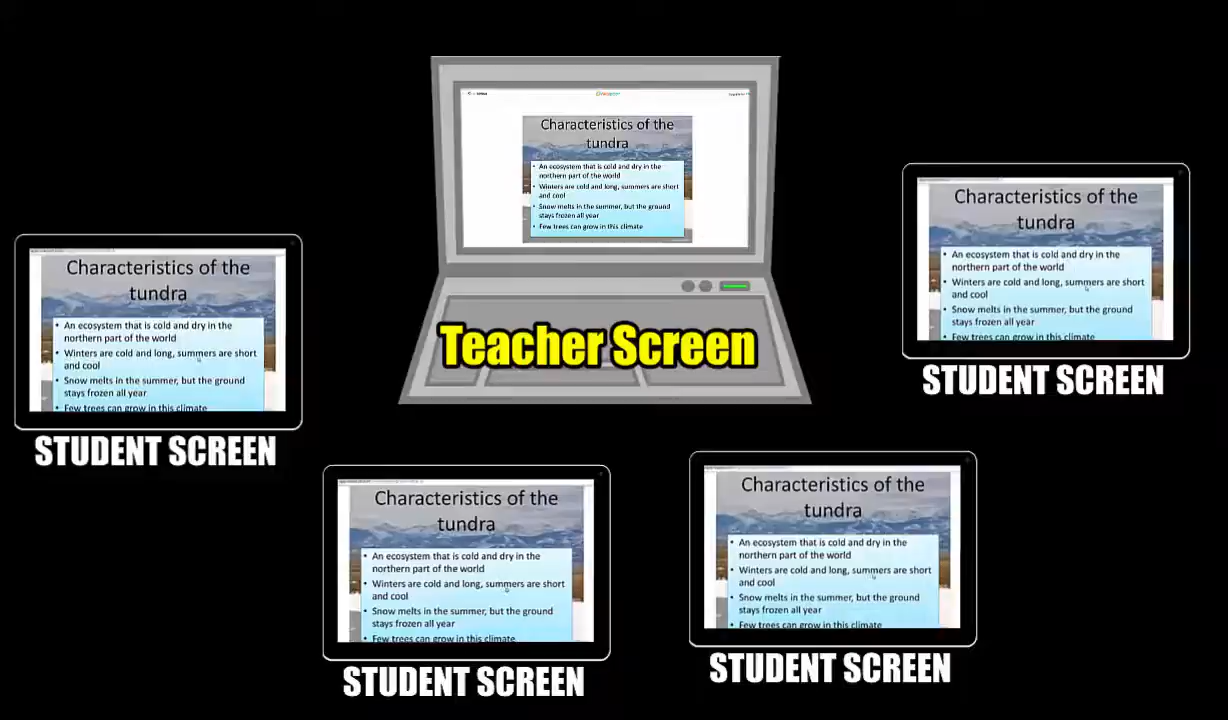 Characteristics of the
tundra
• An ecosystem that is cold and dry in the
northern part of the world
• Winters are cold and long, summers are short
and cool
• Snow melts in the summer, but the ground
stays frozen all year
• Few trees can grow in this climate
Teacher Screen
Characteristics of the
tundra
• An ecosystem that is cold and dry in the
northern part of the world
• Winters are cold and long, summers are short
and cool
• Snow melts in the summer, but the ground
stays frozen all year
• Few trees can grow in this climate
STUDENT SCREEN
Characteristics of the
tundra
• An ecosystem that is cold and dry in the
northern part of the world
• Winters are cold and long, summers are short
and cool
• Snow melts in the summer, but the ground
stays frozen all year
• Few trees can grow in this climate
STUDENT SCREEN
Characteristics of the
tundra
• An ecosystem that is cold and dry in the
northern part of the world
• Winters are cold and long, summers are short
and cool
• Snow melts in the summer, but the ground
stays frozen all year
• Few trees can grow in this climate
STUDENT SCREEN
Characteristics of the
tundra
• An ecosystem that is cold and dry in the
northern part of the world
• Winters are cold and long, summers are short
and cool
• Snow melts in the summer, but the ground
stays frozen all year
• Few trees can grow in this climate
STUDENT SCREEN